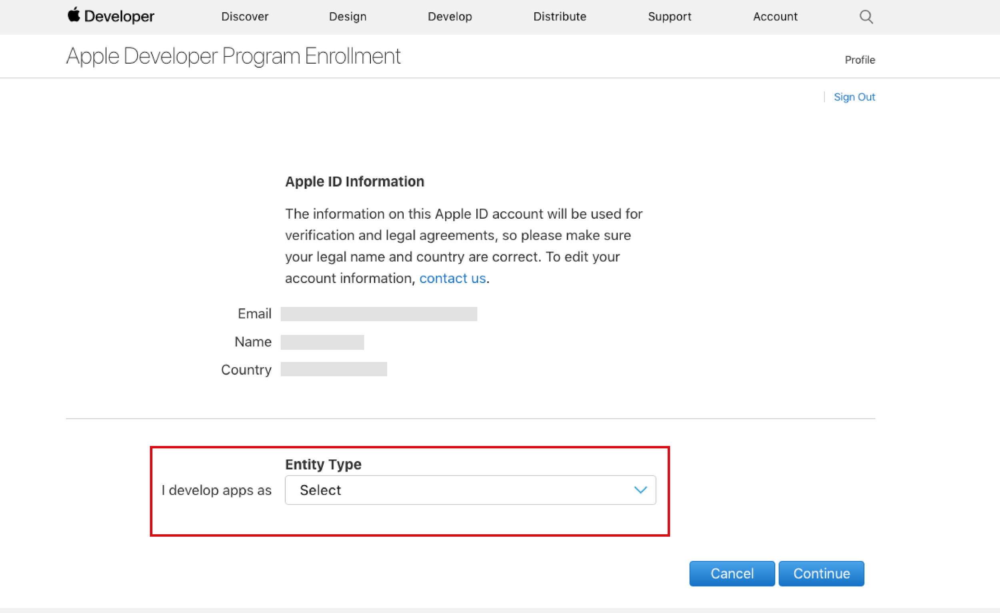 Developer Discover Design Develop Distribute Support Account
Apple Developer Program Enrollment Profile
Sign Out
Apple ID Information
The information on this Apple ID account will be used for
verification and legal agreements, so please make sure
your legal name and country are correct. To edit your
account information, contact us.
Email
Name
Country
Entity Type
I develop apps as Select
Cancel Continue